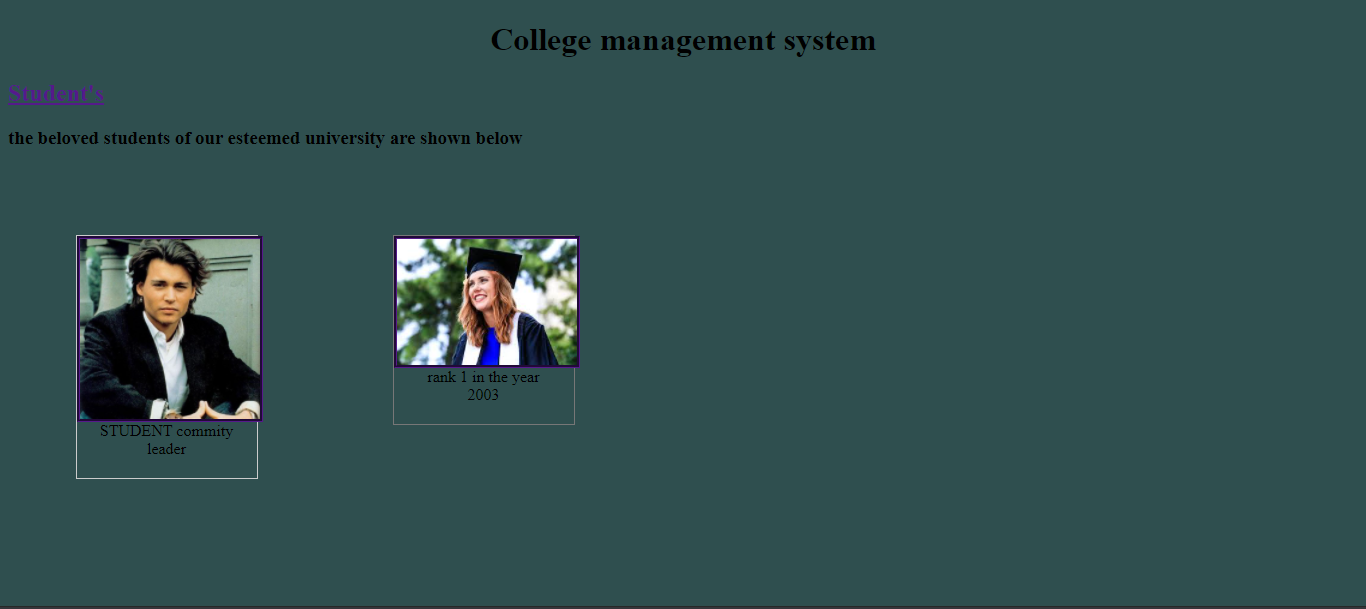 College management system
Student's
the beloved students of our esteemed university are shown below
STUDENT commity
leader
rank 1 in the year
2003